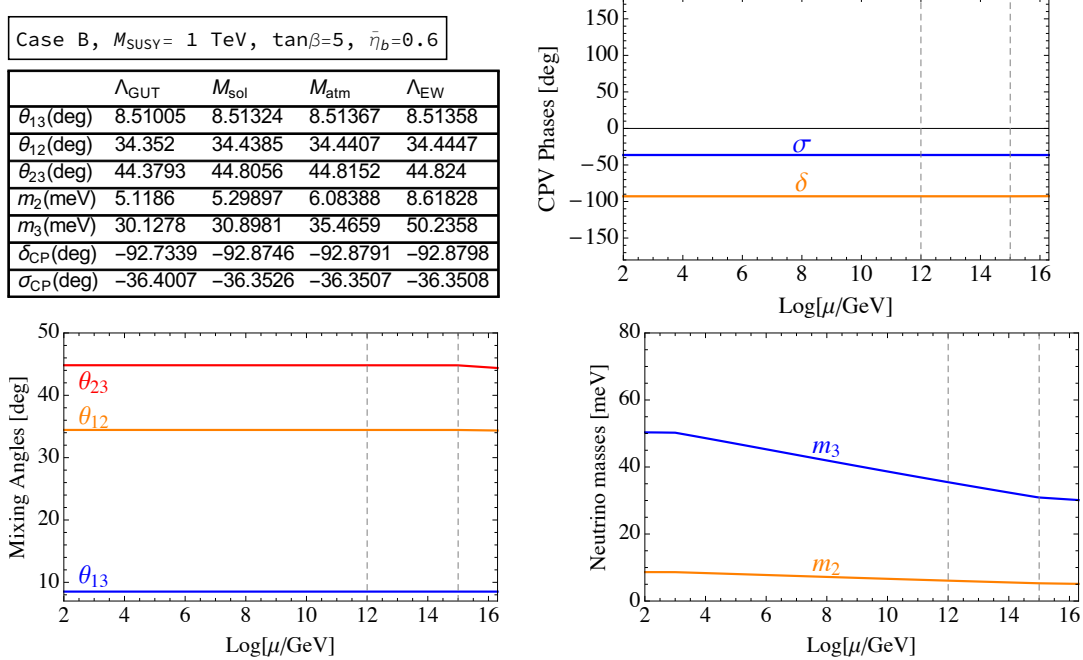 Case B, M_SUSY= 1 TeV, tanβ=5, η̄_b=0.6
Λ_GUT M_sol M_atm Λ_EW
θ₁₃(deg) 8.51005 8.51324 8.51367 8.51358
θ₁₂(deg) 34.352 34.4385 34.4407 34.4447
θ₂₃(deg) 44.3793 44.8056 44.8152 44.824
m₂(meV) 5.1186 5.29897 6.08388 8.61828
m₃(meV) 30.1278 30.8981 35.4659 50.2358
δ_CP(deg) −92.7339 −92.8746 −92.8791 −92.8798
σ_CP(deg) −36.4007 −36.3526 −36.3507 −36.3508
CPV Phases [deg]
150
100
50
0
−50
−100
−150
σ
δ
2 4 6 8 10 12 14 16
Log[μ/GeV]
Mixing Angles [deg]
50
40
30
20
10
θ₂₃
θ₁₂
θ₁₃
2 4 6 8 10 12 14 16
Log[μ/GeV]
Neutrino masses [meV]
80
60
40
20
0
m₃
m₂
2 4 6 8 10 12 14 16
Log[μ/GeV]